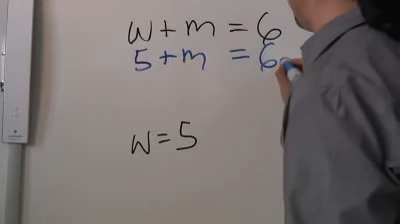 w + m = 6
5 + m = 6
w = 5